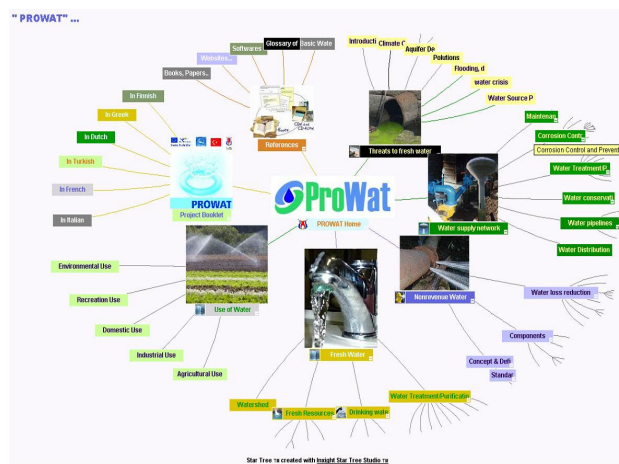 " PROWAT" ...
Softwares
Glossary of
Basic Wate
Websites...
Books, Papers..
References
Introducti
Climate C
Aquifer De
Polutions
Flooding, d
water crisis
Water Source P
Threats to fresh water
Maintenan
Corrosion Contr
Corrosion Control and Prevent
Water Treatment/P
Water conservat
Water pipelines
Water Distribution
Water supply network
In Finnish
In Greek
In Dutch
In Turkish
In French
In Italian
PROWAT
Project Booklet
ProWat
PROWAT Home
Environmental Use
Recreation Use
Domestic Use
Industrial Use
Agricultural Use
Use of Water
Nonrevenue Water
Water loss reduction
Components
Concept & Defi
Standa
Fresh Water
Watershed
Fresh Resources
Drinking wate
Water Treatment/Purificatio
Star Tree TM created with Inxight Star Tree Studio TM